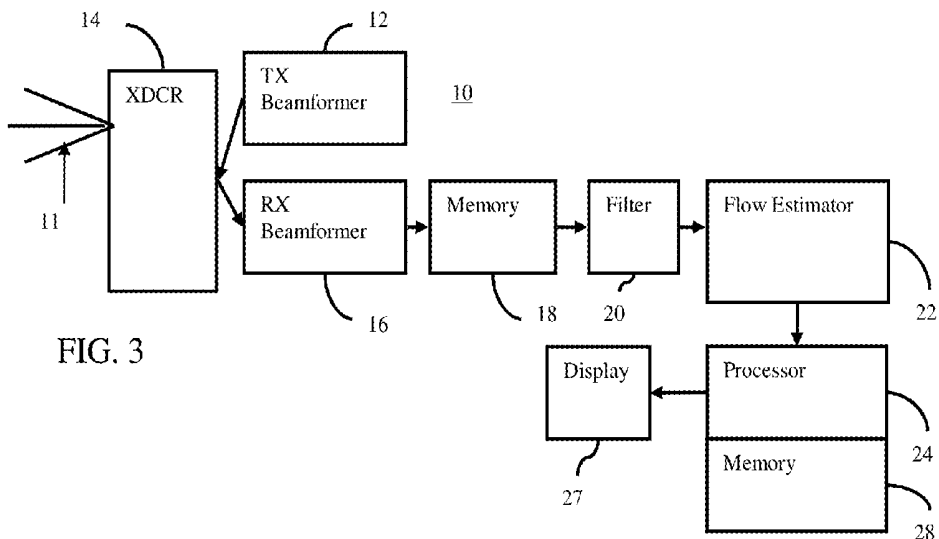 14
12
XDCR
TX
Beamformer
10
11
RX
Beamformer
Memory
Filter
Flow Estimator
16
18
20
22
FIG. 3
Display
Processor
27
24
Memory
28